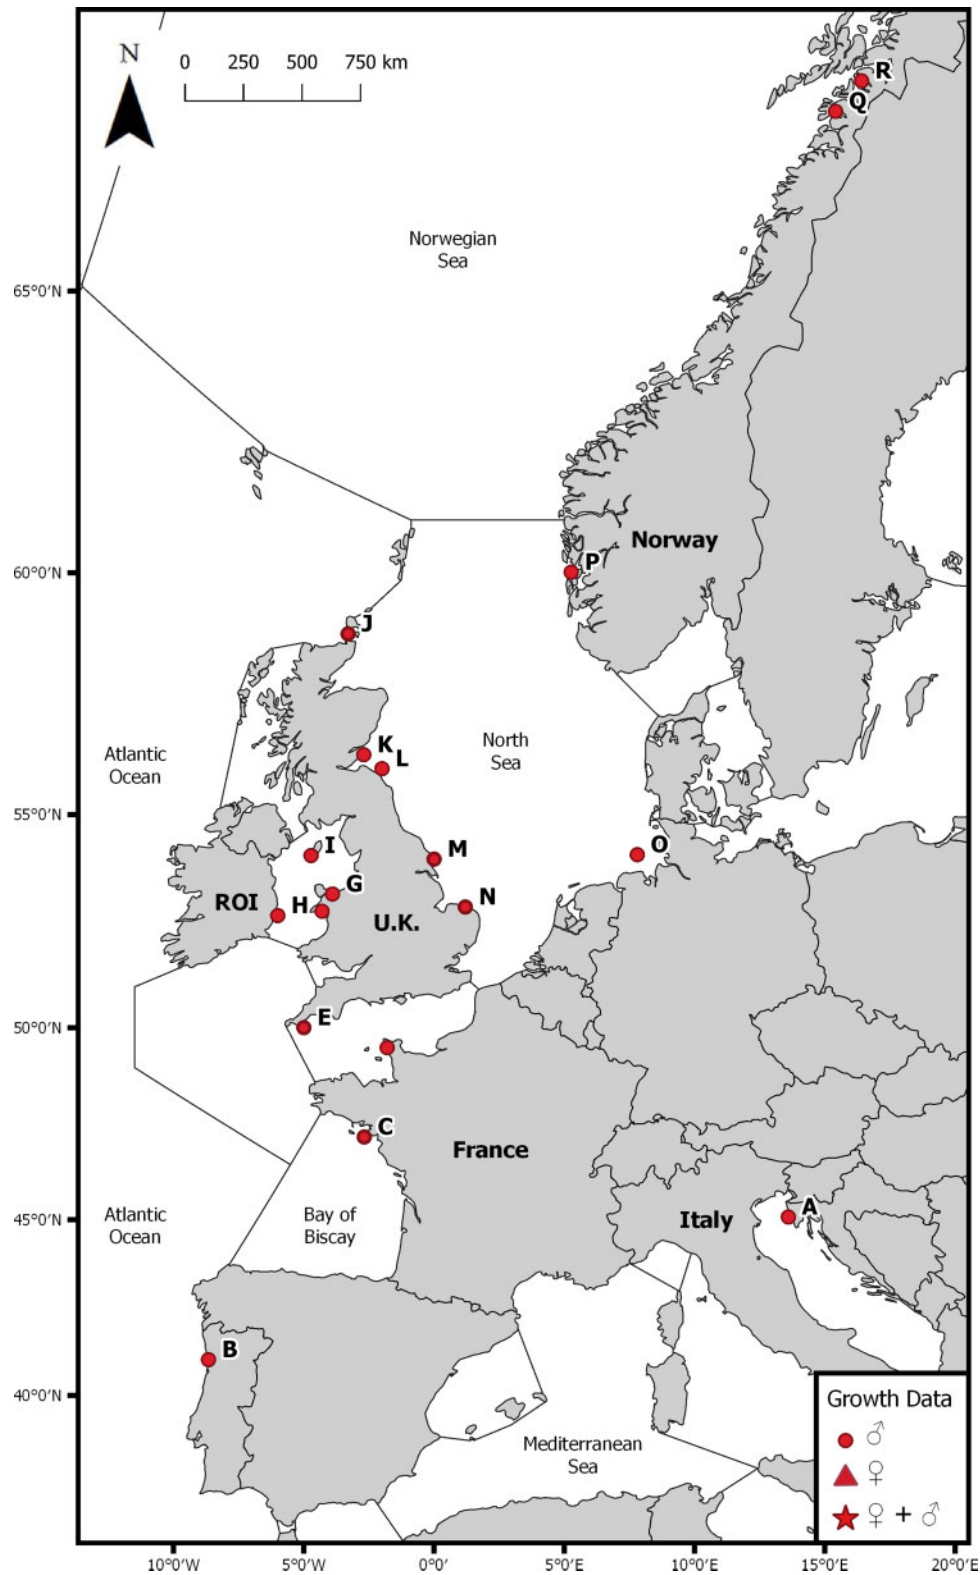 N
0 250 500 750 km
R
Q
Norwegian
Sea
65°0'N
Norway
P
60°0'N
J
K
L
North
Sea
Atlantic
Ocean
55°0'N
I
M
O
G
ROI
H
N
U.K.
E
50°0'N
C
France
A
Atlantic
Ocean
Bay of
Biscay
Italy
45°0'N
B
40°0'N
Mediterranean
Sea
Growth Data
♂
♀
♀ + ♂
10°0'W 5°0'W 0°0' 5°0'E 10°0'E 15°0'E 20°0'E